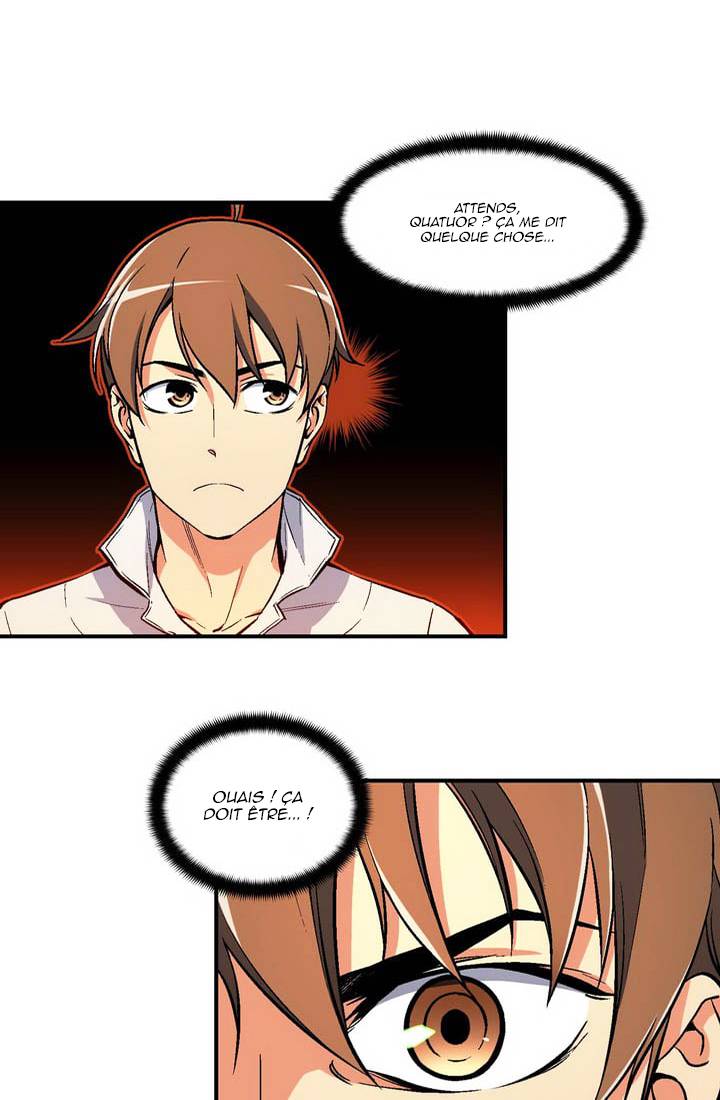 ATTENDS,
QUATUOR ? ÇA ME DIT
QUELQUE CHOSE...
OUAIS ! ÇA
DOIT ÊTRE... !